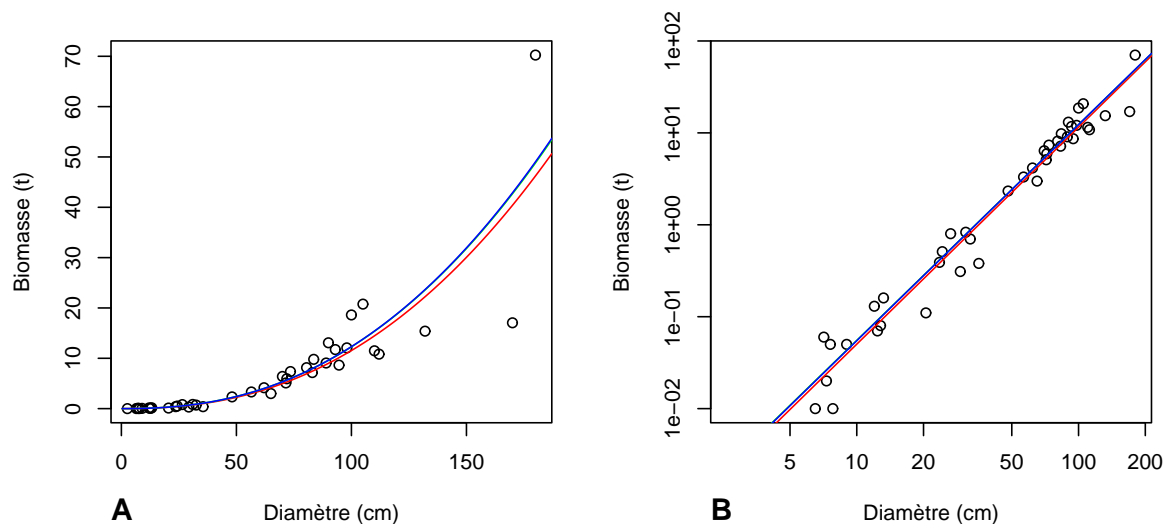 70
60
50
40
30
20
10
0
Biomasse (t)
0 50 100 150
A Diamètre (cm)
1e+02
1e+01
1e+00
1e−01
1e−02
Biomasse (t)
5 10 20 50 100 200
B Diamètre (cm)